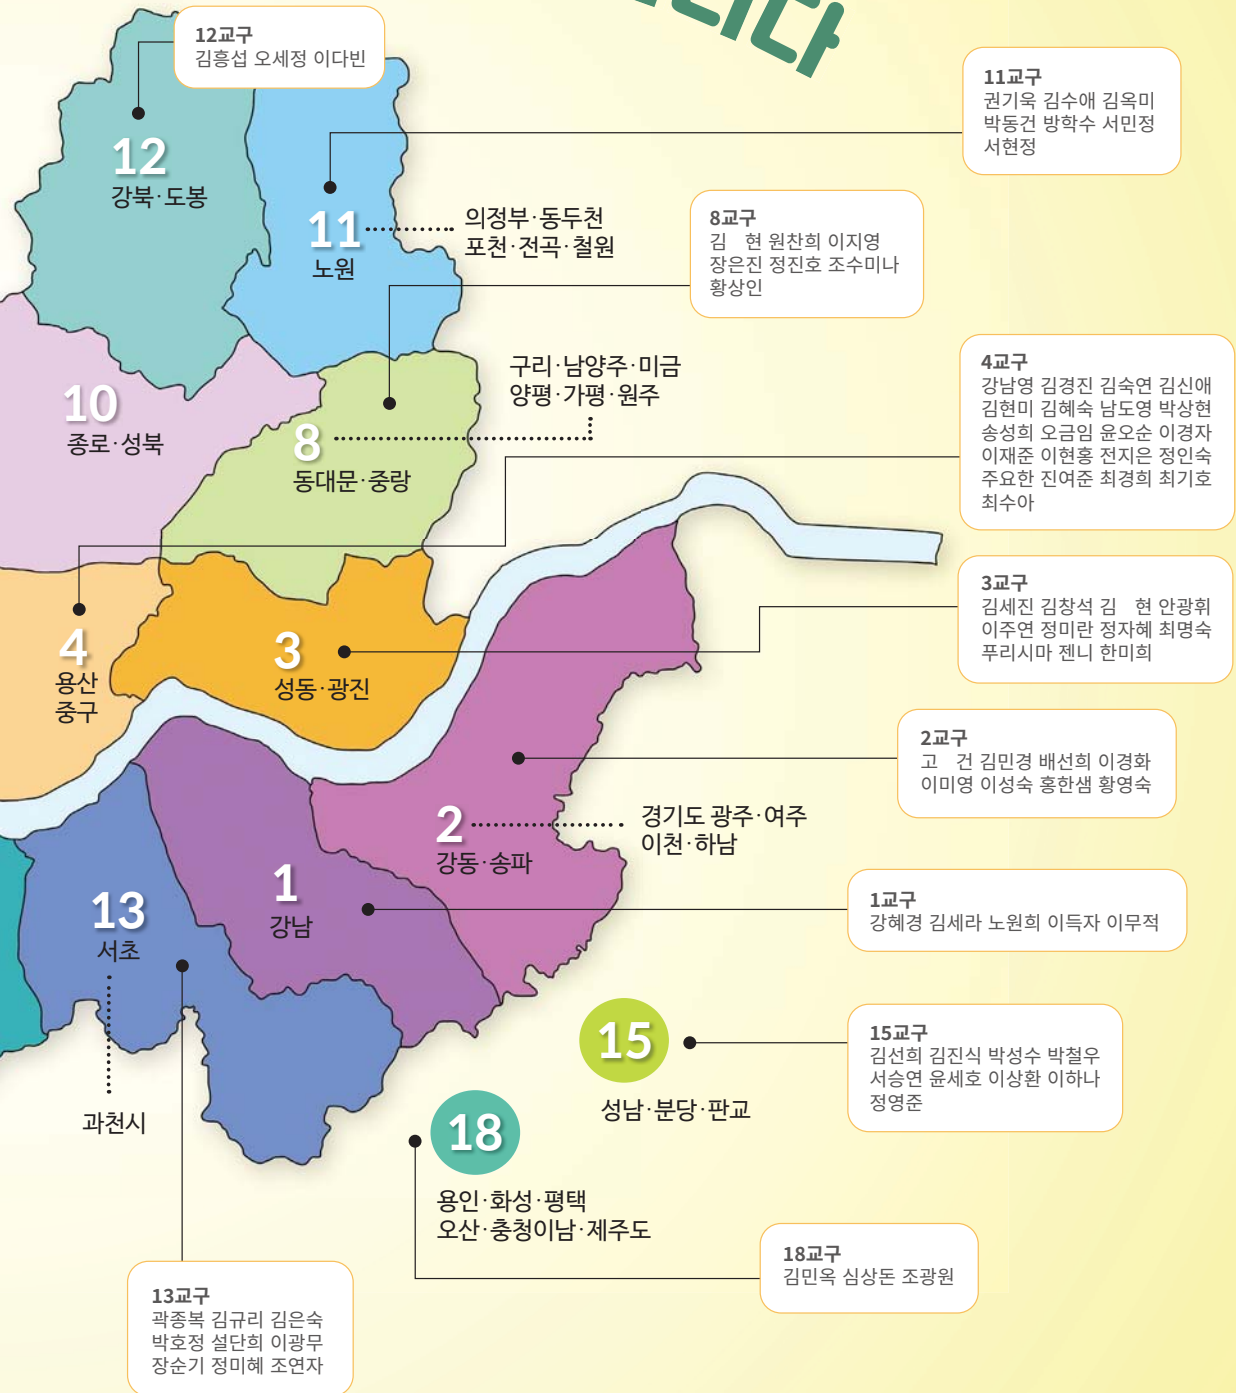 12교구
김흥섭 오세정 이다빈
11교구
권기욱 김수애 김옥미
박동건 방학수 서민정
서현정
12
강북·도봉
11
노원
의정부·동두천
포천·전곡·철원
8교구
김 현 원찬희 이지영
장은진 정진호 조수미나
황상인
구리·남양주·미금
양평·가평·원주
10
종로·성북
8
동대문·중랑
4교구
강남영 김경진 김숙연 김신애
김현미 김혜숙 남도영 박상현
송성희 오금임 윤오순 이경자
이재준 이현홍 전지은 정인숙
주요한 진여준 최경희 최기호
최수아
3교구
김세진 김창석 김 현 안광휘
이주연 정미란 정자혜 최명숙
푸리시마 젠니 한미희
4
용산
중구
3
성동·광진
2교구
고 건 김민경 배선희 이경화
이미영 이성숙 홍한샘 황영숙
2
강동·송파
경기도 광주·여주
이천·하남
1
강남
13
서초
1교구
강혜경 김세라 노원희 이득자 이무적
15
성남·분당·판교
15교구
김선희 김진식 박성수 박철우
서승연 윤세호 이상환 이하나
정영준
과천시
18
용인·화성·평택
오산·충청이남·제주도
18교구
김민옥 심상돈 조광원
13교구
곽종복 김규리 김은숙
박호정 설단희 이광무
장순기 정미혜 조연자